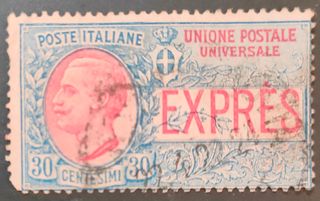 POSTE ITALIANE
UNIONE POSTALE
UNIVERSALE
EXPRES
30 CENTESIMI 30